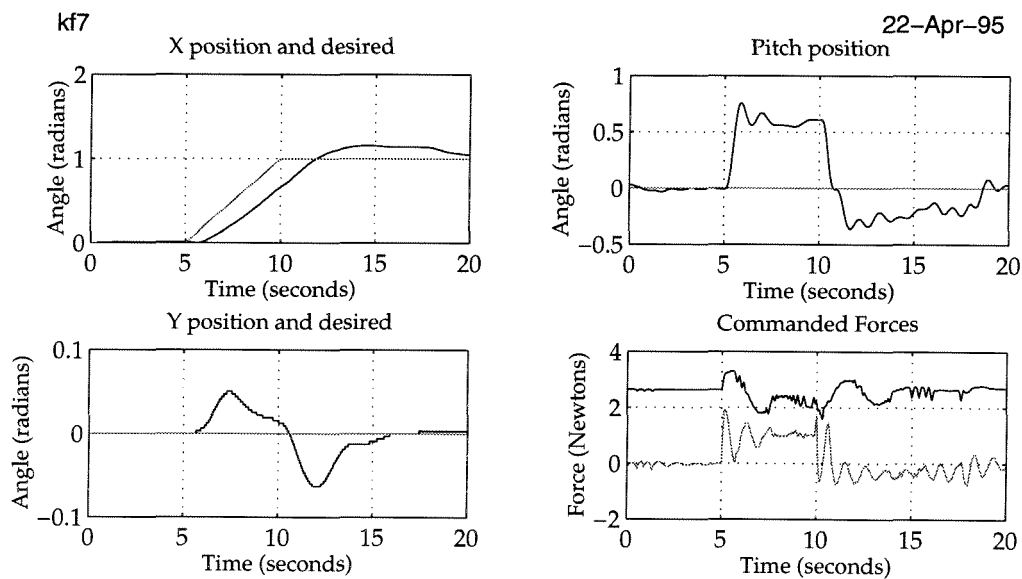 kf7
22-Apr-95
X position and desired
Angle (radians)
2
1
0
0
5
10
15
20
Time (seconds)
Pitch position
Angle (radians)
1
0.5
0
-0.5
0
5
10
15
20
Time (seconds)
Y position and desired
Angle (radians)
0.1
0
-0.1
0
5
10
15
20
Time (seconds)
Commanded Forces
Force (Newtons)
4
2
0
-2
0
5
10
15
20
Time (seconds)